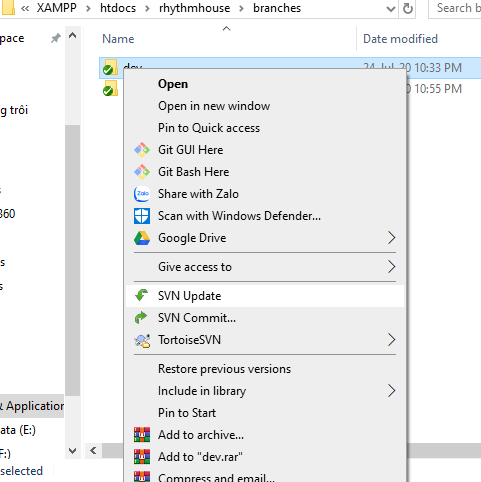 XAMPP > htdocs > rhythmhouse > branches
Search b
space
Name
Date modified
dev
24-Jul-20 10:33 PM
10:55 PM
ng trôi
360
s
s
& Application
ata (E:)
F:)
selected
Open
Open in new window
Pin to Quick access
Git GUI Here
Git Bash Here
Share with Zalo
Scan with Windows Defender...
Google Drive
Give access to
SVN Update
SVN Commit...
TortoiseSVN
Restore previous versions
Include in library
Pin to Start
Add to archive...
Add to "dev.rar"
Compress and email...